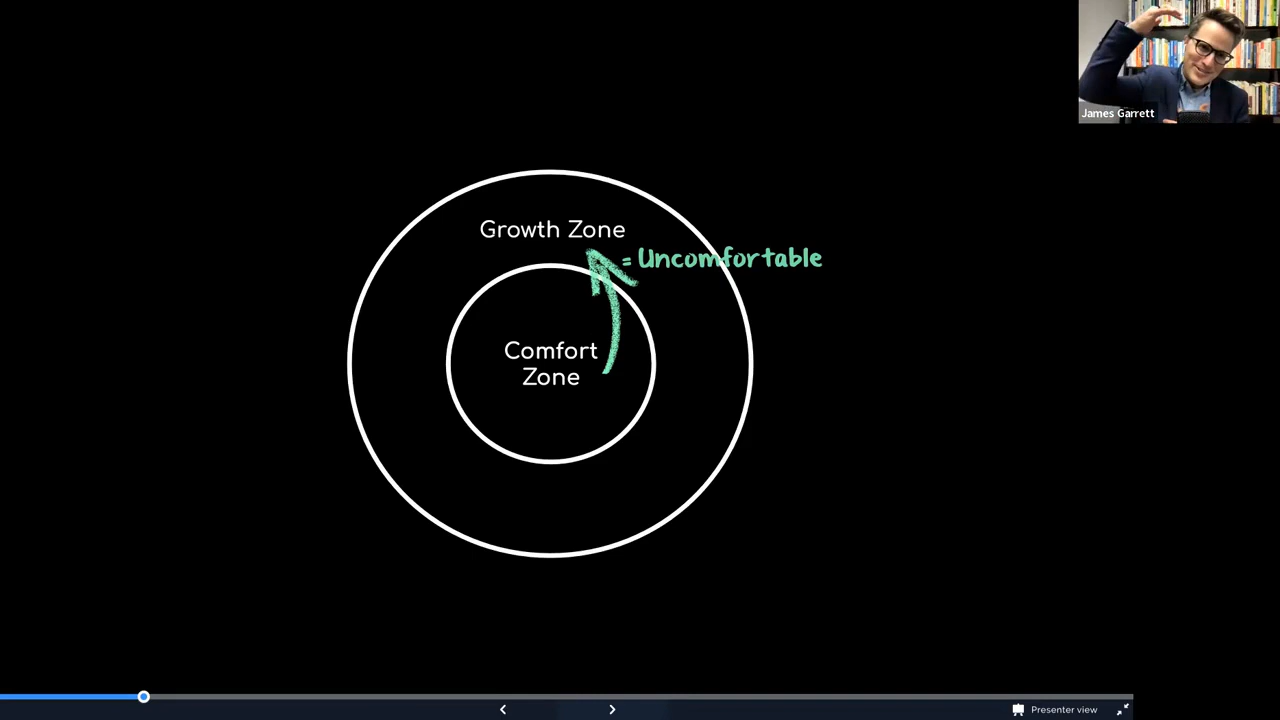 James Garrett
Growth Zone
= Uncomfortable
Comfort
Zone
Presenter view